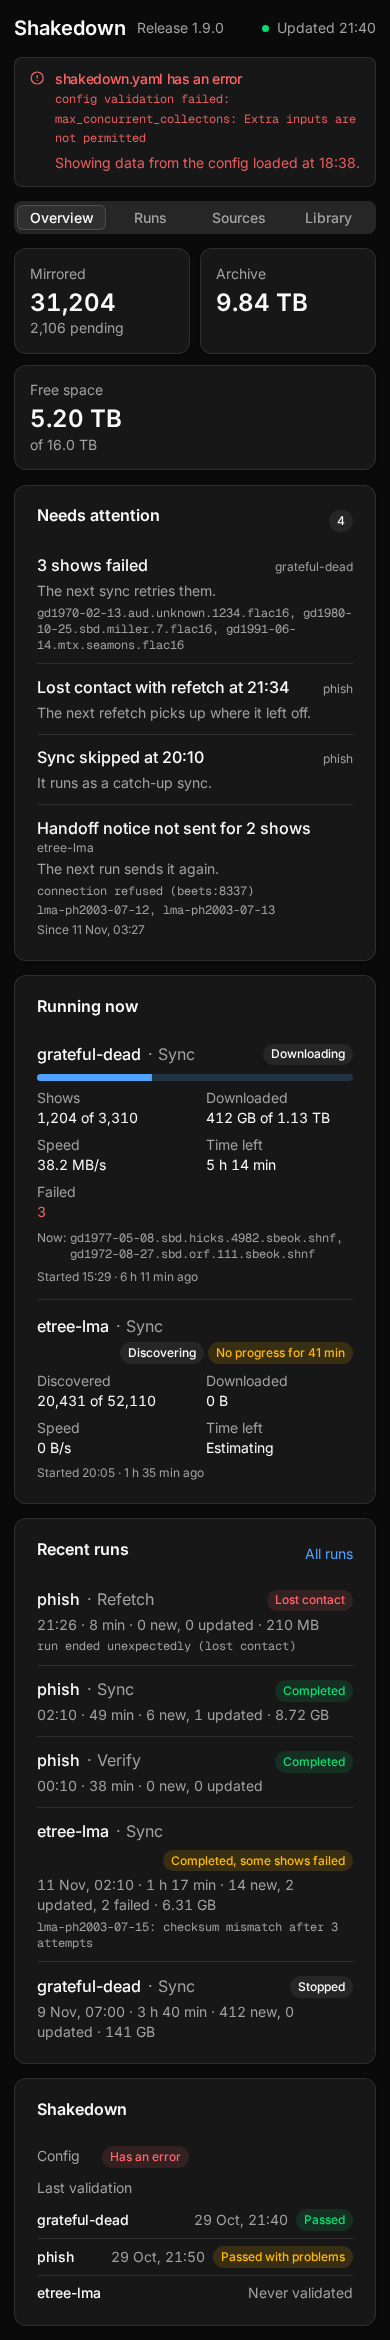 Shakedown Release 1.9.0 Updated 21:40
shakedown.yaml has an error
config validation failed:
max_concurrent_collectons: Extra inputs are
not permitted
Showing data from the config loaded at 18:38.
Overview Runs Sources Library
Mirrored
31,204
2,106 pending
Archive
9.84 TB
Free space
5.20 TB
of 16.0 TB
Needs attention 4
3 shows failed grateful-dead
The next sync retries them.
gd1970-02-13.aud.unknown.1234.flac16, gd1980-
10-25.sbd.miller.7.flac16, gd1991-06-
14.mtx.seamons.flac16
Lost contact with refetch at 21:34 phish
The next refetch picks up where it left off.
Sync skipped at 20:10 phish
It runs as a catch-up sync.
Handoff notice not sent for 2 shows
etree-lma
The next run sends it again.
connection refused (beets:8337)
lma-ph2003-07-12, lma-ph2003-07-13
Since 11 Nov, 03:27
Running now
grateful-dead · Sync Downloading
Shows Downloaded
1,204 of 3,310 412 GB of 1.13 TB
Speed Time left
38.2 MB/s 5 h 14 min
Failed
3
Now: gd1977-05-08.sbd.hicks.4982.sbeok.shnf,
gd1972-08-27.sbd.orf.111.sbeok.shnf
Started 15:29 · 6 h 11 min ago
etree-lma · Sync
Discovering No progress for 41 min
Discovered Downloaded
20,431 of 52,110 0 B
Speed Time left
0 B/s Estimating
Started 20:05 · 1 h 35 min ago
Recent runs All runs
phish · Refetch Lost contact
21:26 · 8 min · 0 new, 0 updated · 210 MB
run ended unexpectedly (lost contact)
phish · Sync Completed
02:10 · 49 min · 6 new, 1 updated · 8.72 GB
phish · Verify Completed
00:10 · 38 min · 0 new, 0 updated
etree-lma · Sync
Completed, some shows failed
11 Nov, 02:10 · 1 h 17 min · 14 new, 2
updated, 2 failed · 6.31 GB
lma-ph2003-07-15: checksum mismatch after 3
attempts
grateful-dead · Sync Stopped
9 Nov, 07:00 · 3 h 40 min · 412 new, 0
updated · 141 GB
Shakedown
Config Has an error
Last validation
grateful-dead 29 Oct, 21:40 Passed
phish 29 Oct, 21:50 Passed with problems
etree-lma Never validated